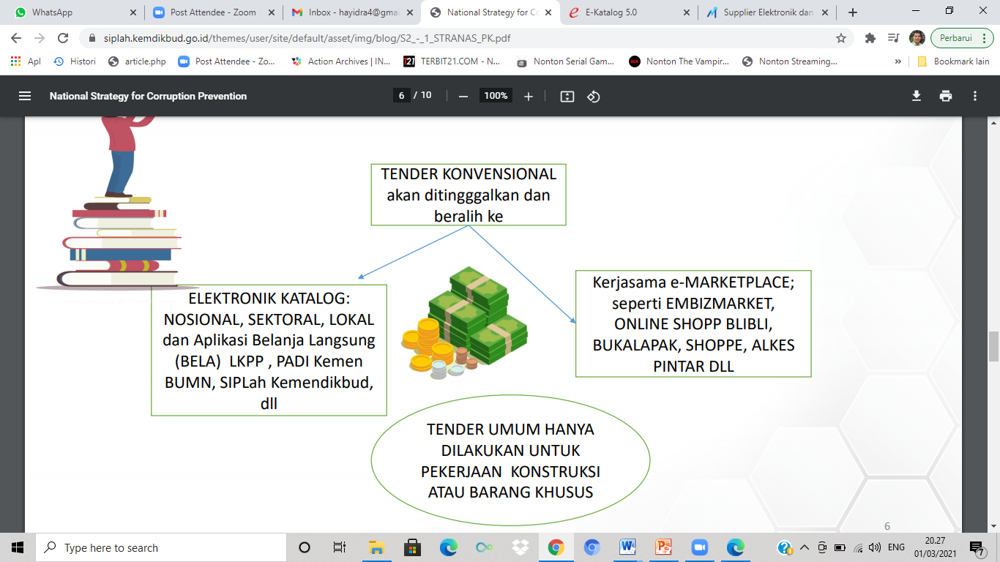 WhatsApp
Post Attendee - Zoom
Inbox - hayidra4@gmai
National Strategy for Co
E-Katalog 5.0
Supplier Elektronik dan
siplah.kemdikbud.go.id/themes/user/site/default/asset/img/blog/S2_-_1_STRANAS_PK.pdf
Perbarui
Apl
Histori
article.php
Post Attendee - Zo...
Action Archives | IN...
TERBIT21.COM - N...
Nonton Serial Gam...
Nonton The Vampir...
Nonton Streaming...
»
Bookmark lain
National Strategy for Corruption Prevention
6 / 10
100%
TENDER KONVENSIONAL
akan ditingggalkan dan
beralih ke
ELEKTRONIK KATALOG:
NOSIONAL, SEKTORAL, LOKAL
dan Aplikasi Belanja Langsung
(BELA) LKPP , PADI Kemen
BUMN, SIPLah Kemendikbud,
dll
Kerjasama e-MARKETPLACE;
seperti EMBIZMARKET,
ONLINE SHOPP BLIBLI,
BUKALAPAK, SHOPPE, ALKES
PINTAR DLL
TENDER UMUM HANYA
DILAKUKAN UNTUK
PEKERJAAN KONSTRUKSI
ATAU BARANG KHUSUS
6
Type here to search
ENG
20.27
01/03/2021
7